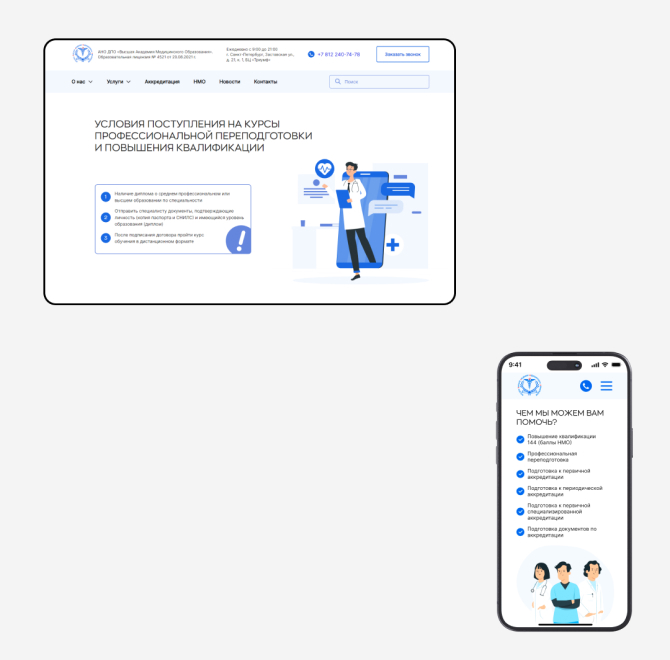 АНО ДПО «Высшая Академия Медицинского Образования».
Образовательная лицензия № 4521 от 20.08.2021 г.
Ежедневно с 9:00 до 21:00
г. Санкт-Петербург, Заставская ул.,
д. 21, к. 1, БЦ «Триумф»
+7 812 240-74-78
Заказать звонок
О нас
Услуги
Аккредитация
НМО
Новости
Контакты
Поиск
УСЛОВИЯ ПОСТУПЛЕНИЯ НА КУРСЫ
ПРОФЕССИОНАЛЬНОЙ ПЕРЕПОДГОТОВКИ
И ПОВЫШЕНИЯ КВАЛИФИКАЦИИ
1 Наличие диплома о среднем профессиональном или
высшем образовании по специальности
2 Отправить специалисту документы, подтверждающие
личность (копия паспорта и СНИЛС) и имеющийся уровень
образования (диплом)
3 После подписания договора пройти курс
обучения в дистанционном формате
9:41
ЧЕМ МЫ МОЖЕМ ВАМ
ПОМОЧЬ?
Повышение квалификации
144 (баллы НМО)
Профессиональная
переподготовка
Подготовка к первичной
аккредитации
Подготовка к периодической
аккредитации
Подготовка к первичной
специализированной
аккредитации
Подготовка документов по
аккредитации